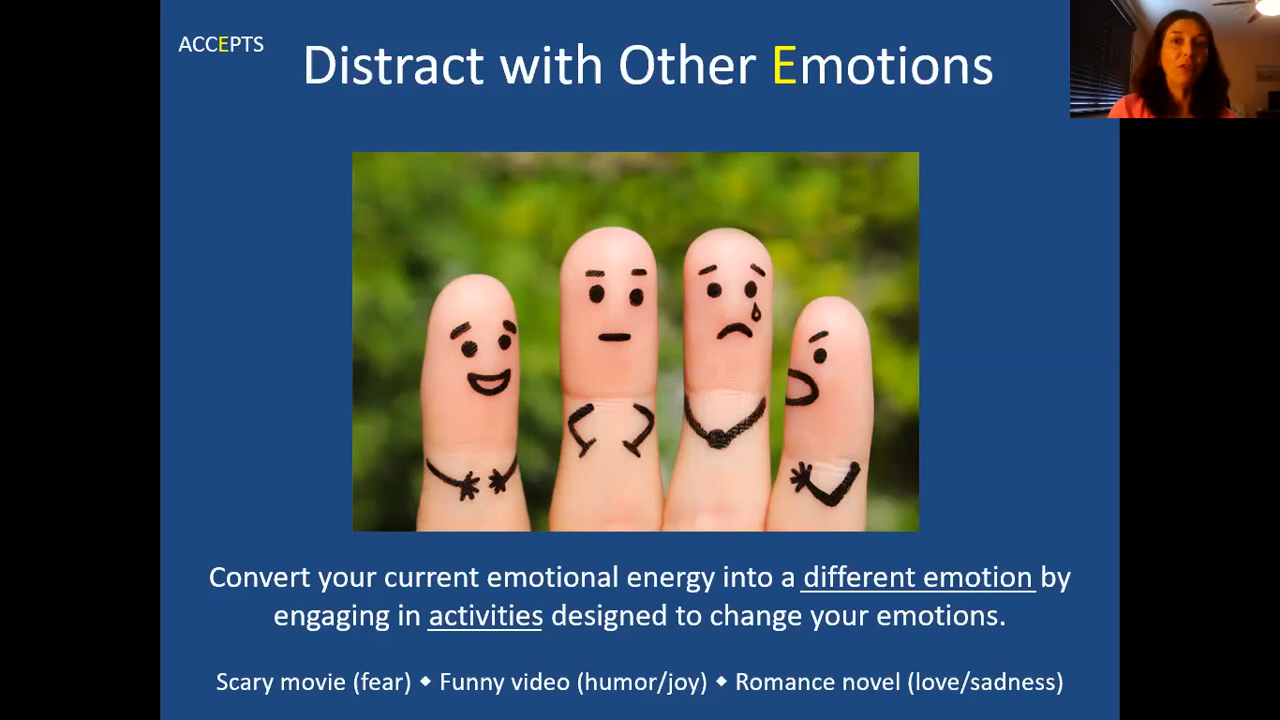 ACCEPTS
Distract with Other Emotions
Convert your current emotional energy into a different emotion by
engaging in activities designed to change your emotions.
Scary movie (fear) ◆ Funny video (humor/joy) ◆ Romance novel (love/sadness)